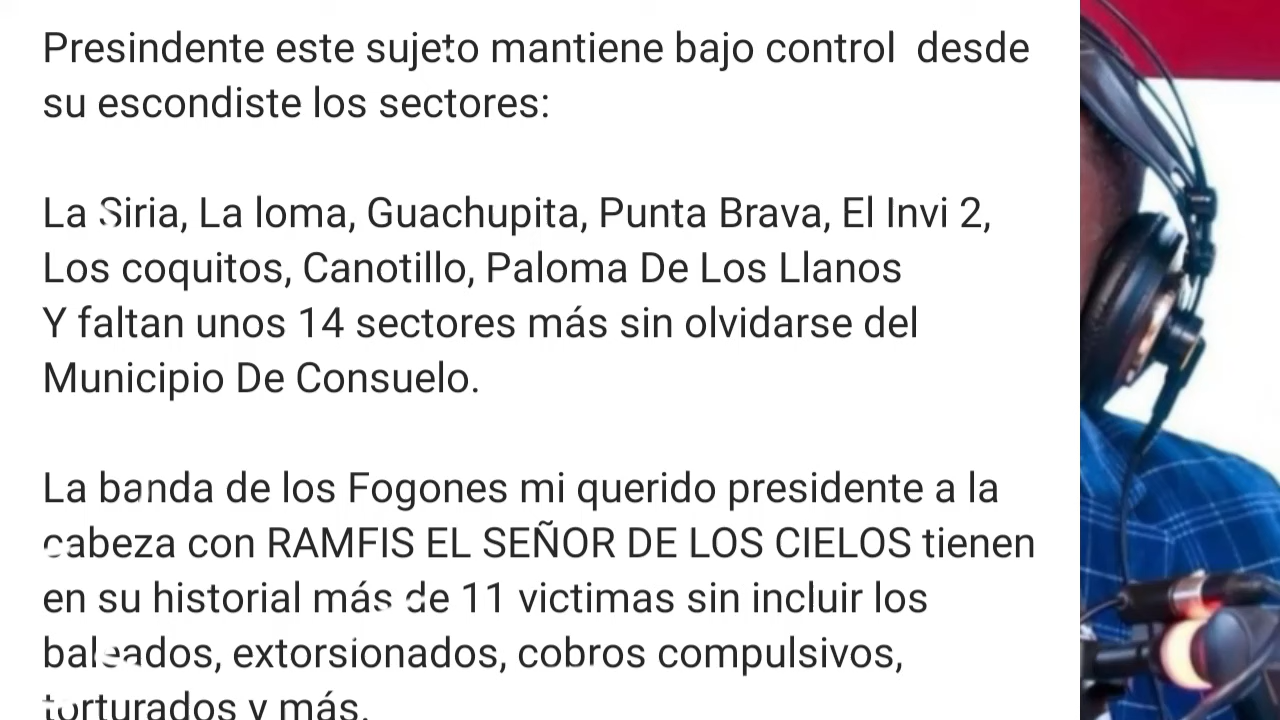 Presindente este sujeto mantiene bajo control  desde
su escondiste los sectores:
La Siria, La loma, Guachupita, Punta Brava, El Invi 2,
Los coquitos, Canotillo, Paloma De Los Llanos
Y faltan unos 14 sectores más sin olvidarse del
Municipio De Consuelo.
La banda de los Fogones mi querido presidente a la
cabeza con RAMFIS EL SEÑOR DE LOS CIELOS tienen
en su historial más de 11 victimas sin incluir los
baleados, extorsionados, cobros compulsivos,
torturados y más.